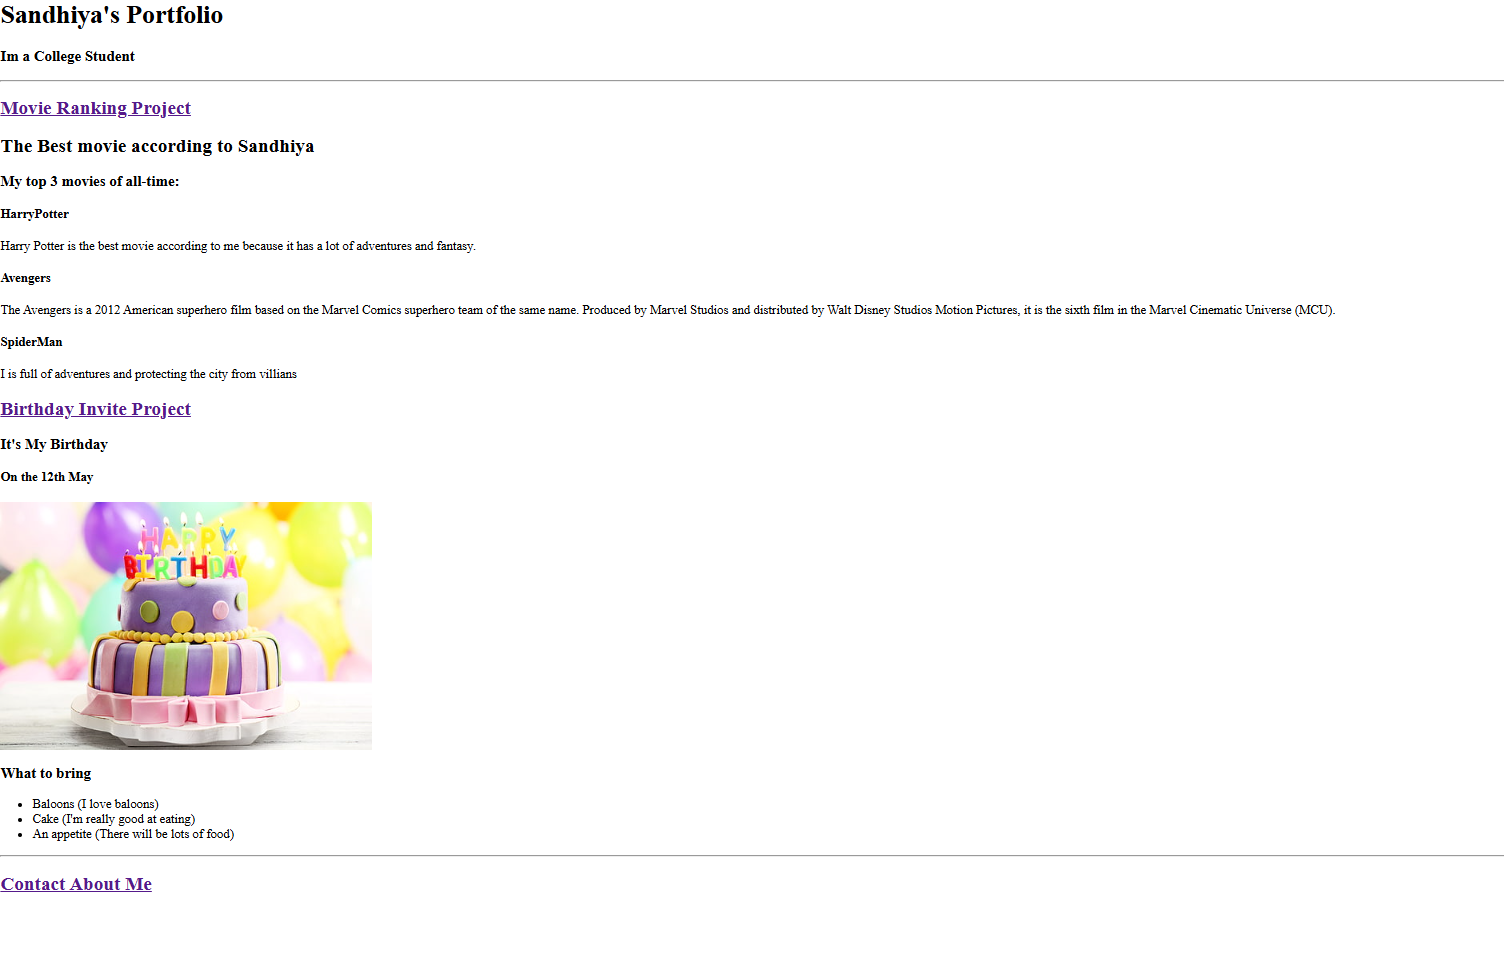 Sandhiya's Portfolio
Im a College Student
Movie Ranking Project
The Best movie according to Sandhiya
My top 3 movies of all-time:
HarryPotter
Harry Potter is the best movie according to me because it has a lot of adventures and fantasy.
Avengers
The Avengers is a 2012 American superhero film based on the Marvel Comics superhero team of the same name. Produced by Marvel Studios and distributed by Walt Disney Studios Motion Pictures, it is the sixth film in the Marvel Cinematic Universe (MCU).
SpiderMan
I is full of adventures and protecting the city from villians
Birthday Invite Project
It's My Birthday
On the 12th May
HAPPY
BIRTHDAY
What to bring
• Baloons (I love baloons)
• Cake (I'm really good at eating)
• An appetite (There will be lots of food)
Contact About Me